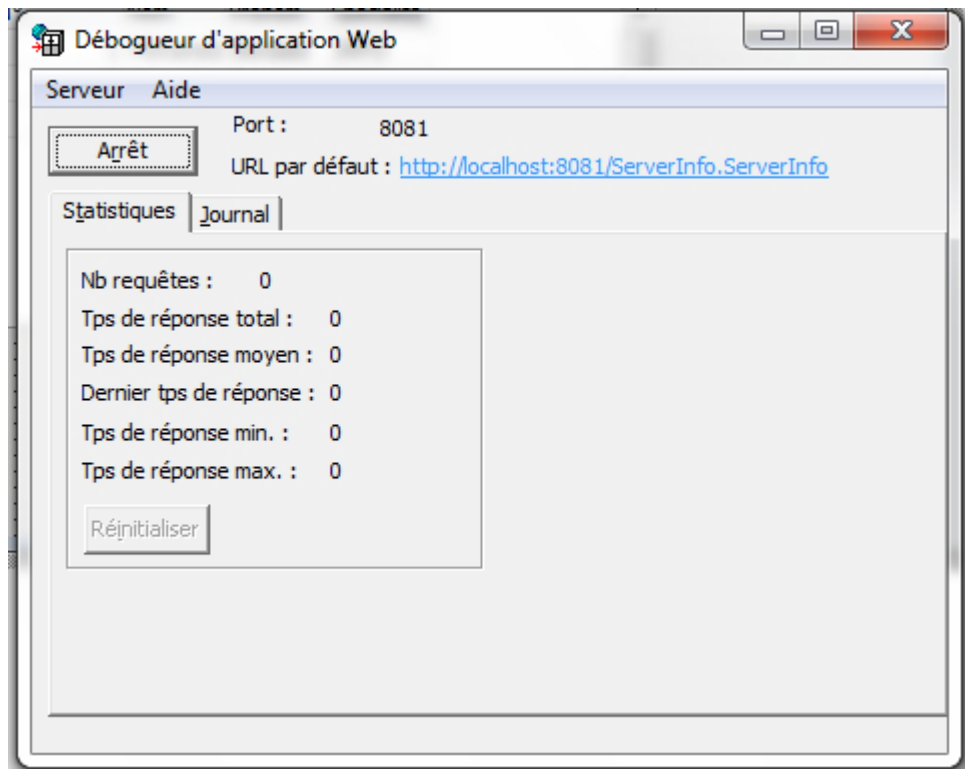 Débogueur d'application Web
Serveur Aide
Arrêt
Port : 8081
URL par défaut : http://localhost:8081/ServerInfo.ServerInfo
Statistiques Journal
Nb requêtes : 0
Tps de réponse total : 0
Tps de réponse moyen : 0
Dernier tps de réponse : 0
Tps de réponse min. : 0
Tps de réponse max. : 0
Réinitialiser